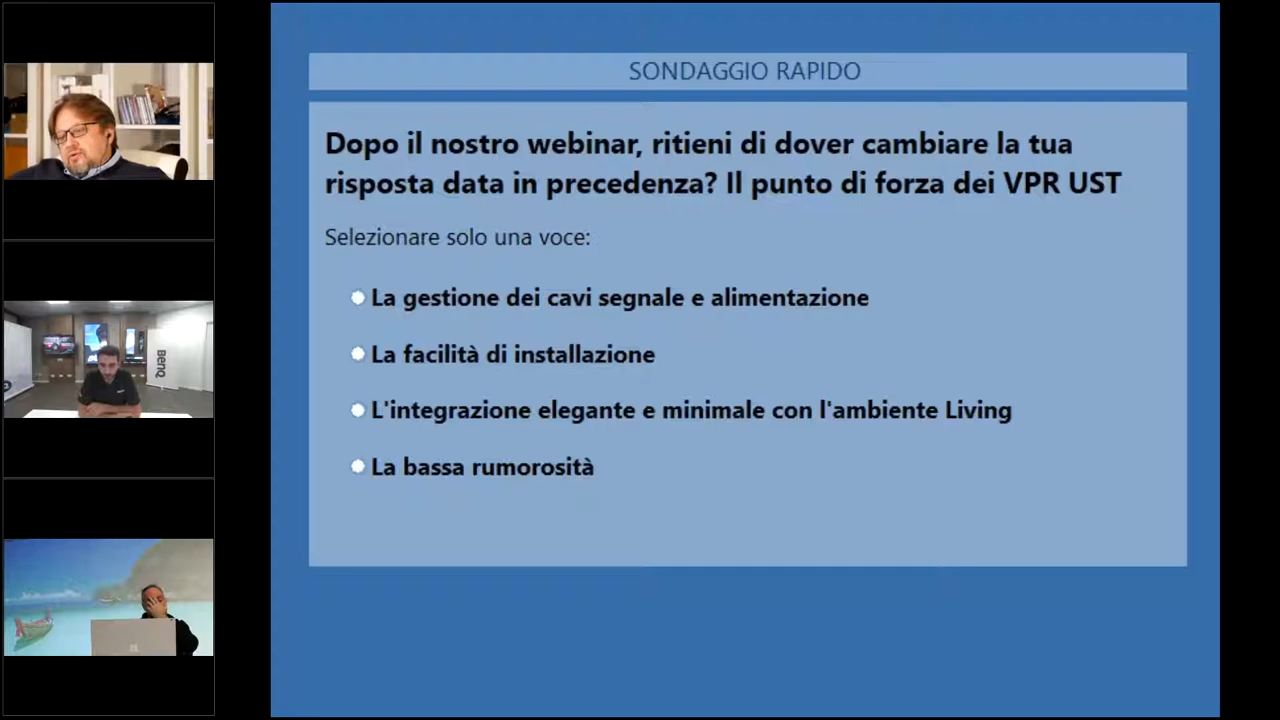 SONDAGGIO RAPIDO
Dopo il nostro webinar, ritieni di dover cambiare la tua
risposta data in precedenza? Il punto di forza dei VPR UST
Selezionare solo una voce:
La gestione dei cavi segnale e alimentazione
La facilità di installazione
L'integrazione elegante e minimale con l'ambiente Living
La bassa rumorosità
BenQ